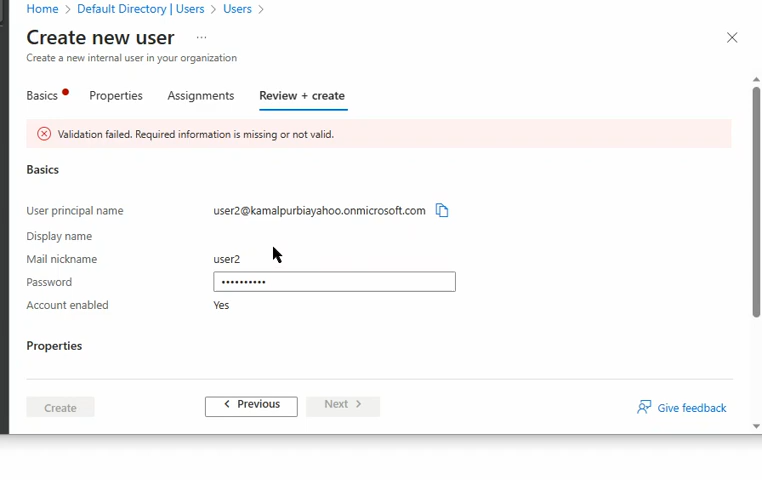 Home > Default Directory | Users > Users >
Create new user ...
Create a new internal user in your organization
Basics Properties Assignments Review + create
Validation failed. Required information is missing or not valid.
Basics
User principal name user2@kamalpurbiayahoo.onmicrosoft.com
Display name
Mail nickname user2
Password ••••••••••
Account enabled Yes
Properties
Create < Previous Next > Give feedback